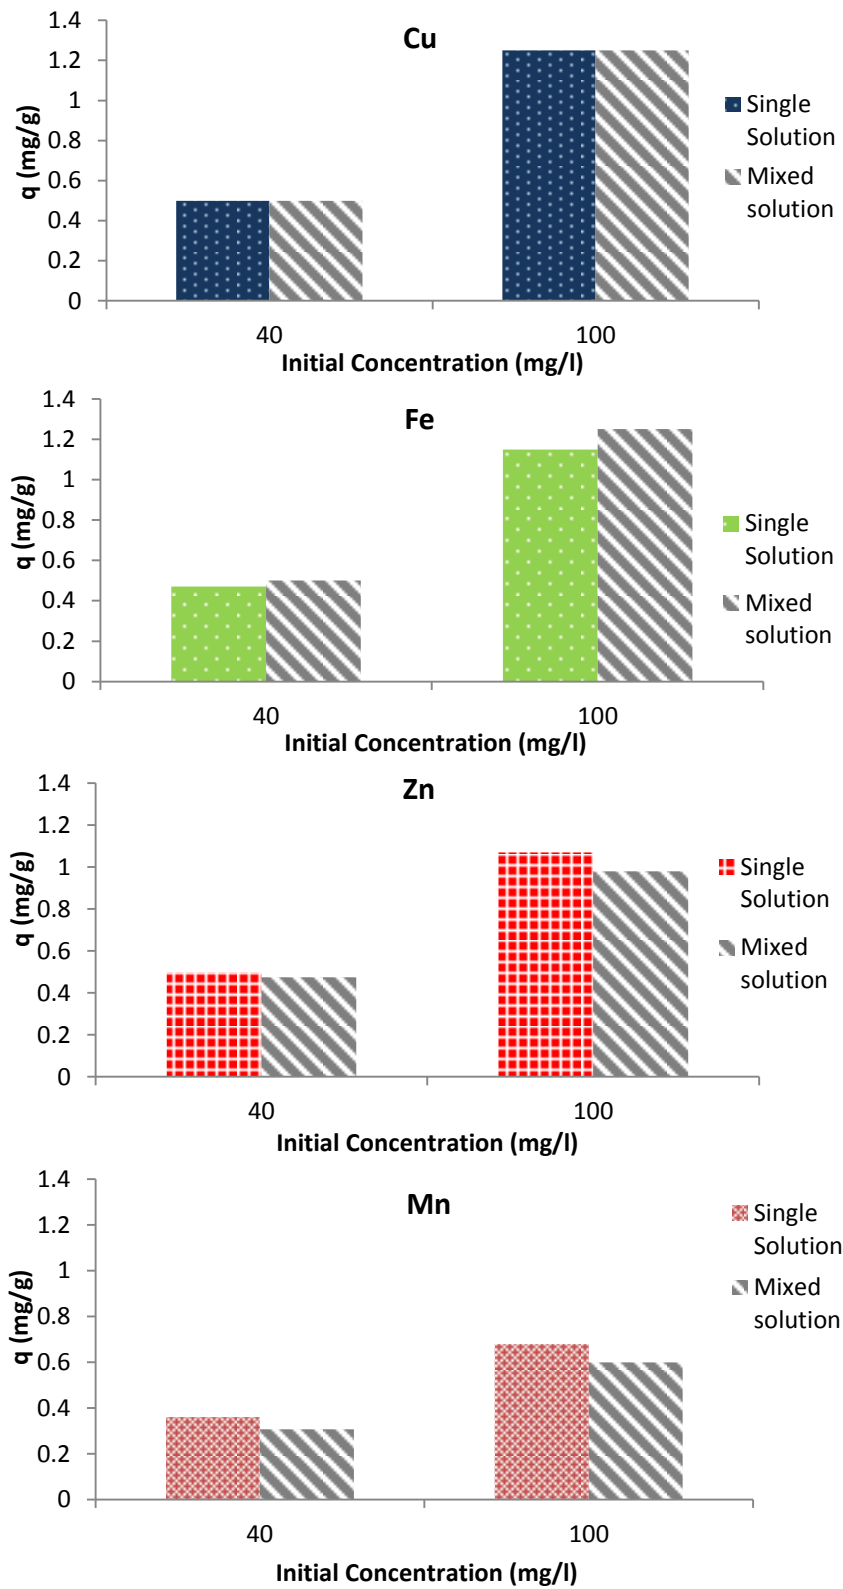 Cu
1.4
1.2
1
0.8
0.6
0.4
0.2
0
q (mg/g)
40
100
Initial Concentration (mg/l)
Single
Solution
Mixed
solution
Fe
1.4
1.2
1
0.8
0.6
0.4
0.2
0
q (mg/g)
40
100
Initial Concentration (mg/l)
Single
Solution
Mixed
solution
Zn
1.4
1.2
1
0.8
0.6
0.4
0.2
0
q (mg/g)
40
100
Initial Concentration (mg/l)
Single
Solution
Mixed
solution
Mn
1.4
1.2
1
0.8
0.6
0.4
0.2
0
q (mg/g)
40
100
Initial Concentration (mg/l)
Single
Solution
Mixed
solution